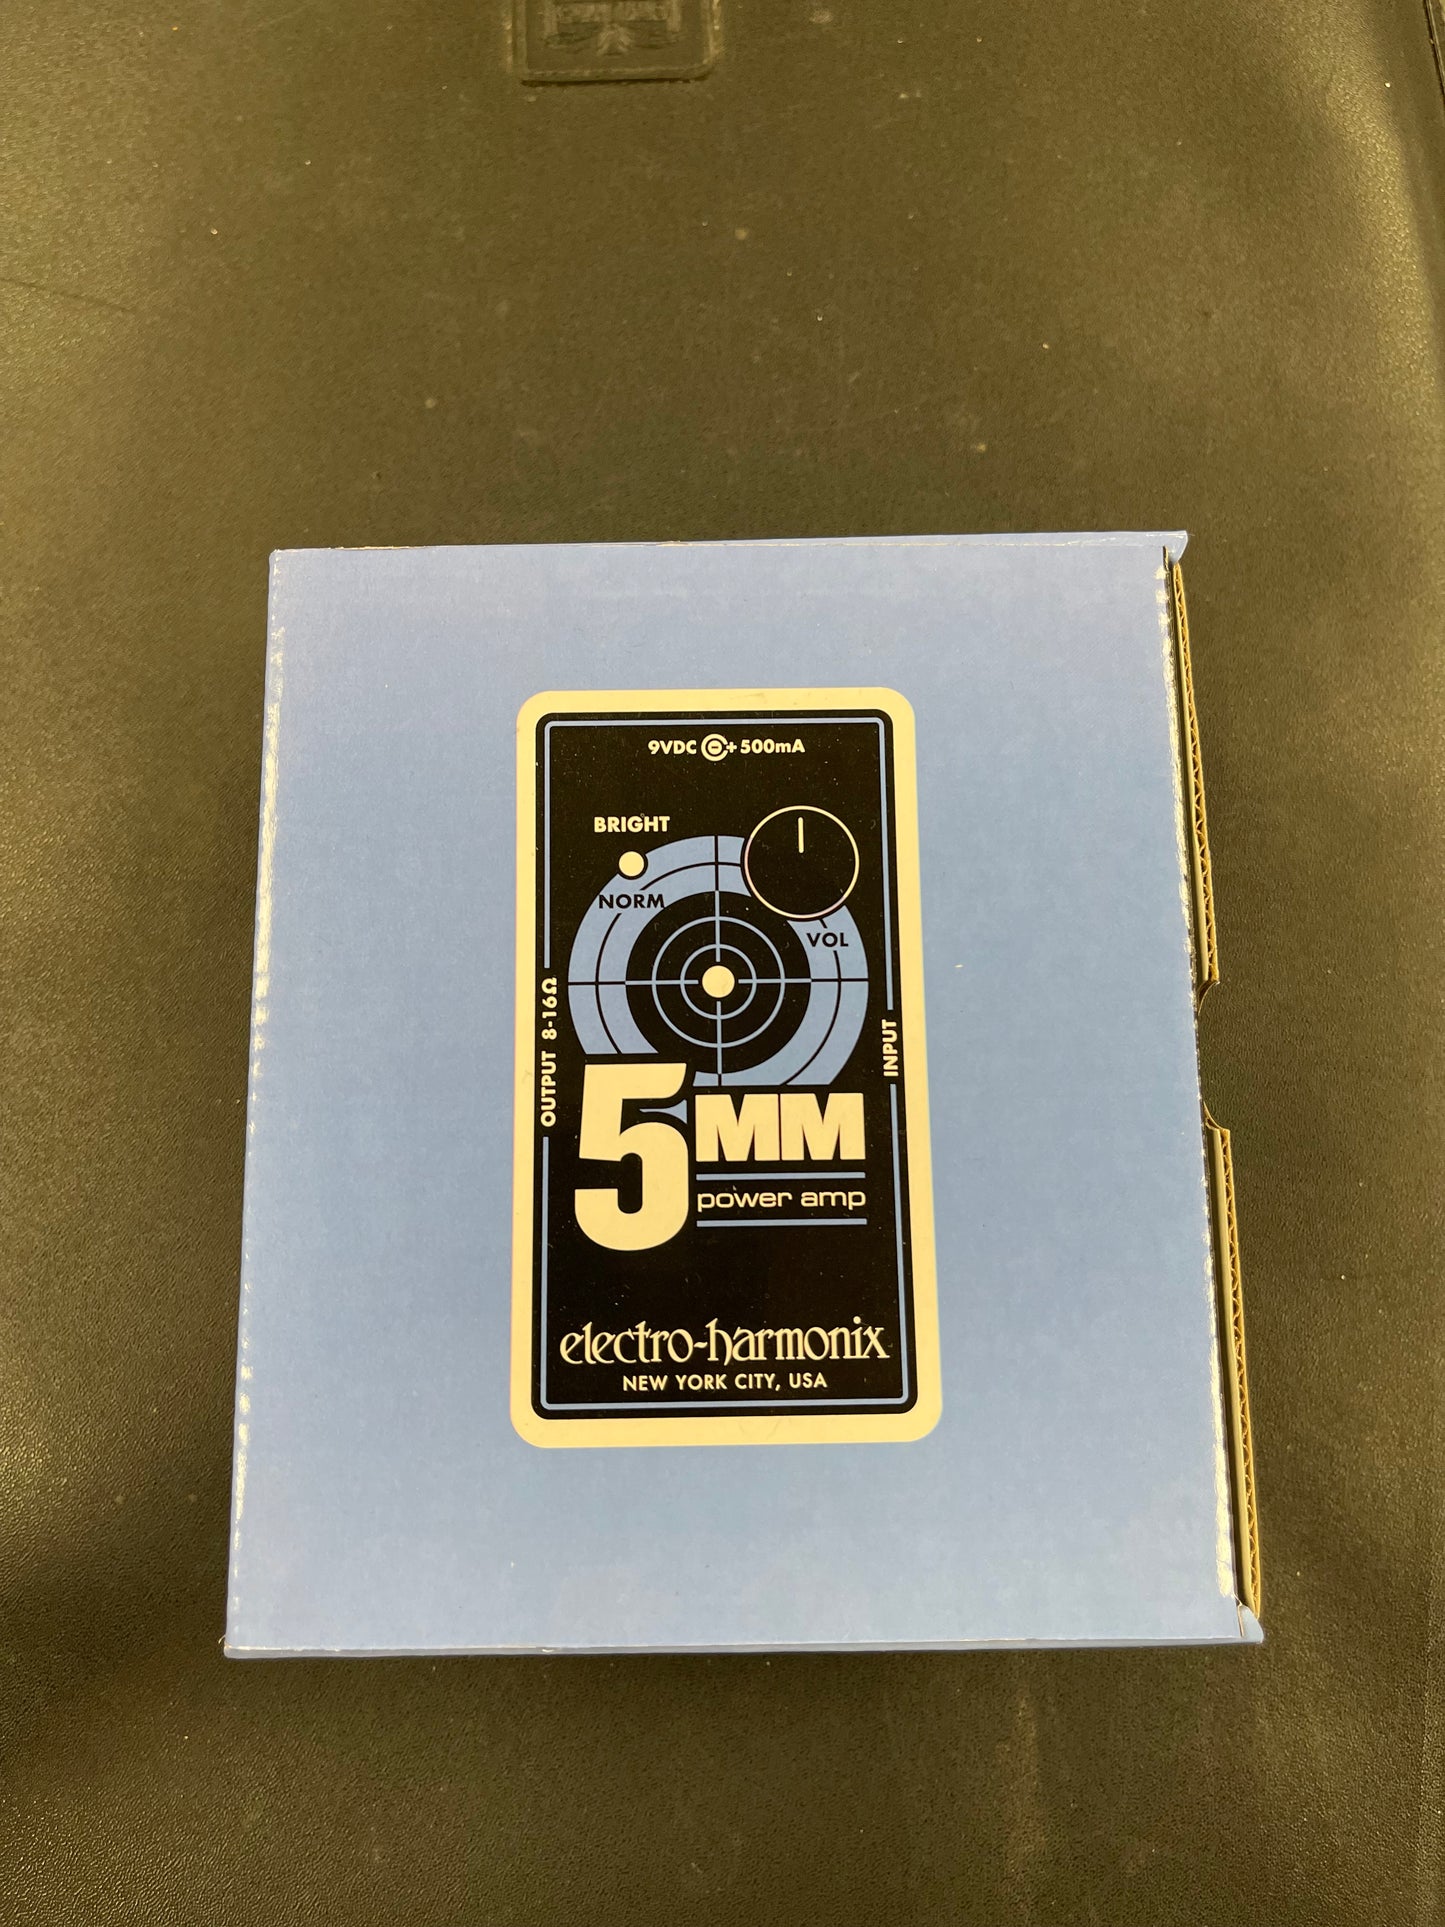 9VDC + 500mA
BRIGHT
NORM
VOL
OUTPUT 8-16Ω
INPUT
5MM
power amp
electro-harmonix
NEW YORK CITY, USA